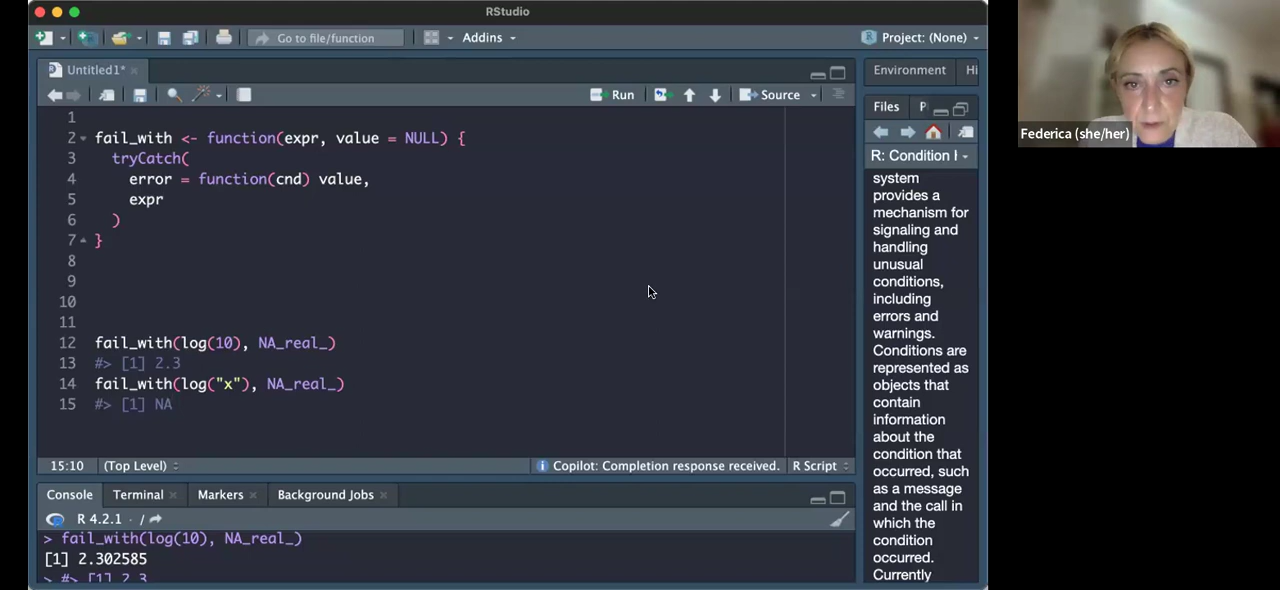 RStudio
Go to file/function
Addins
Project: (None)
Untitled1*
Run
Source
1
2 fail_with <- function(expr, value = NULL) {
3 tryCatch(
4 error = function(cnd) value,
5 expr
6 )
7 }
8
9
10
11
12 fail_with(log(10), NA_real_)
13 #> [1] 2.3
14 fail_with(log("x"), NA_real_)
15 #> [1] NA
15:10 (Top Level) Copilot: Completion response received. R Script
Console Terminal Markers Background Jobs
R 4.2.1 · /
> fail_with(log(10), NA_real_)
[1] 2.302585
> #> [1] 2.3
Environment Hi
Files P
R: Condition I
system
provides a
mechanism for
signaling and
handling
unusual
conditions,
including
errors and
warnings.
Conditions are
represented as
objects that
contain
information
about the
condition that
occurred, such
as a message
and the call in
which the
condition
occurred.
Currently
Federica (she/her)